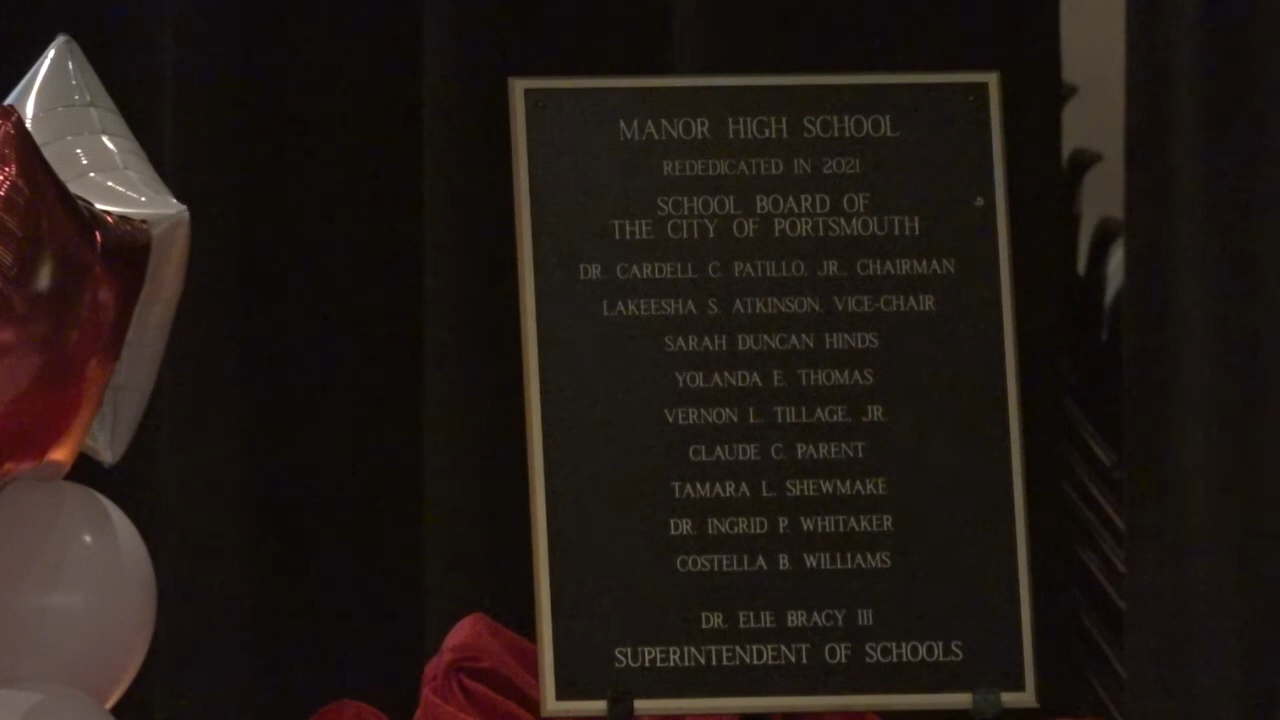 MANOR HIGH SCHOOL
REDEDICATED IN 2021
SCHOOL BOARD OF
THE CITY OF PORTSMOUTH
DR. CARDELL C. PATILLO, JR., CHAIRMAN
LAKEESHA S. ATKINSON, VICE-CHAIR
SARAH DUNCAN HINDS
YOLANDA E. THOMAS
VERNON L. TILLAGE, JR.
CLAUDE C. PARENT
TAMARA L. SHEWMAKE
DR. INGRID P. WHITAKER
COSTELLA B. WILLIAMS
DR. ELIE BRACY III
SUPERINTENDENT OF SCHOOLS